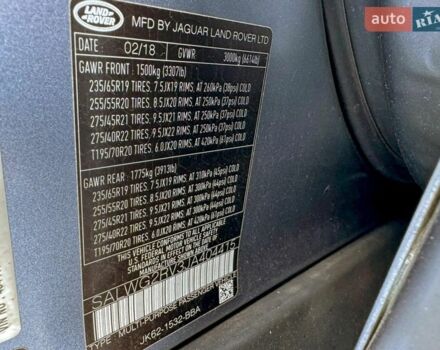 auto RIA
LAND ROVER
MFD BY JAGUAR LAND ROVER LTD
DATE 02/18 GVWR 3000kg (6614lb)
GAWR FRONT: 1500kg (3307lb)
235/65R19 TIRES, 7.5JX19 RIMS, AT 260kPa (38psi) COLD
255/55R20 TIRES, 8.5JX20 RIMS, AT 250kPa (37psi) COLD
275/45R21 TIRES, 9.5JX21 RIMS, AT 250kPa (37psi) COLD
275/40R22 TIRES, 9.5JX22 RIMS, AT 250kPa (37psi) COLD
T195/70R20 TIRES, 6.0JX20 RIMS, AT 420kPa (61psi) COLD
GAWR REAR: 1775kg (3913lb)
235/65R19 TIRES, 7.5JX19 RIMS, AT 310kPa (45psi) COLD
255/55R20 TIRES, 8.5JX20 RIMS, AT 300kPa (44psi) COLD
275/45R21 TIRES, 9.5JX21 RIMS, AT 300kPa (44psi) COLD
275/40R22 TIRES, 9.5JX22 RIMS, AT 300kPa (44psi) COLD
T195/70R20 TIRES, 6.0JX20 RIMS, AT 420kPa (61psi) COLD
SALWG2RV3JA404415
TYPE: MULTI-PURPOSE PASSENGER VEHICLE
JK62-1532-BBA